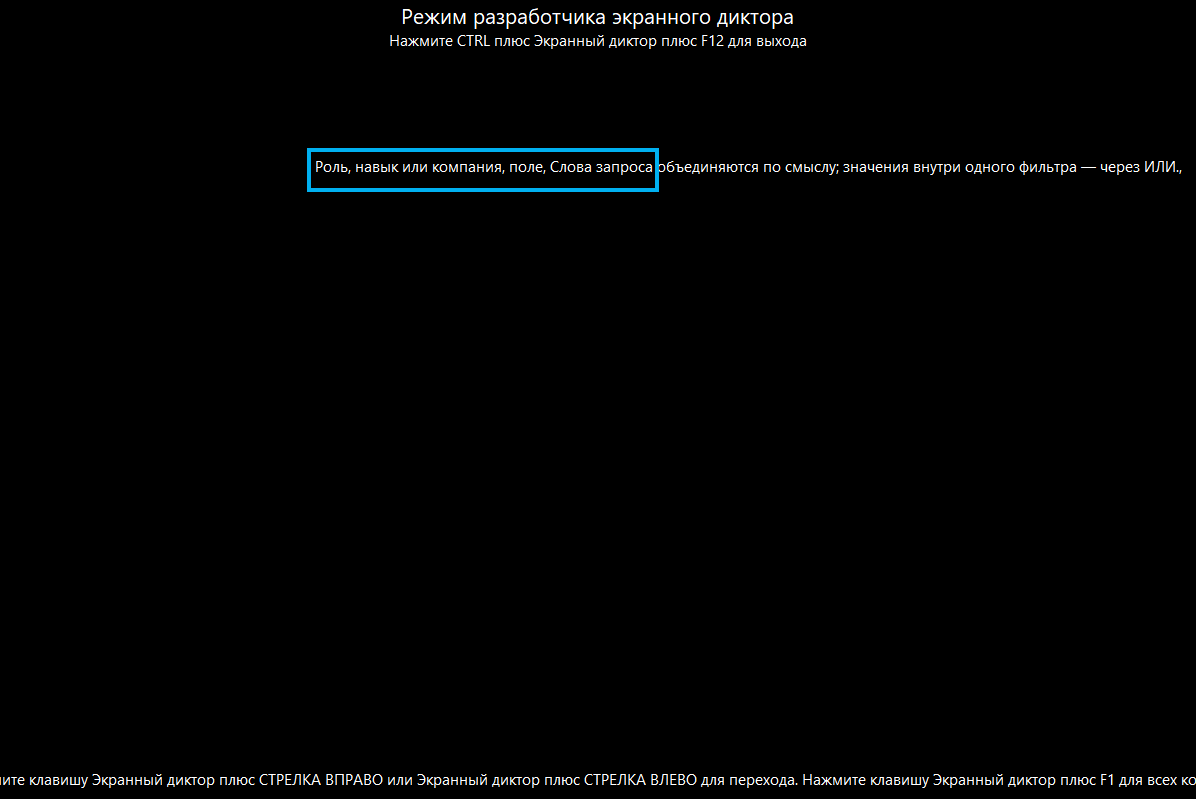 Режим разработчика экранного диктора
Нажмите CTRL плюс Экранный диктор плюс F12 для выхода
Роль, навык или компания, поле, Слова запроса объединяются по смыслу; значения внутри одного фильтра — через ИЛИ.,
клавишу Экранный диктор плюс СТРЕЛКА ВПРАВО или Экранный диктор плюс СТРЕЛКА ВЛЕВО для перехода. Нажмите клавишу Экранный диктор плюс F1 для всех